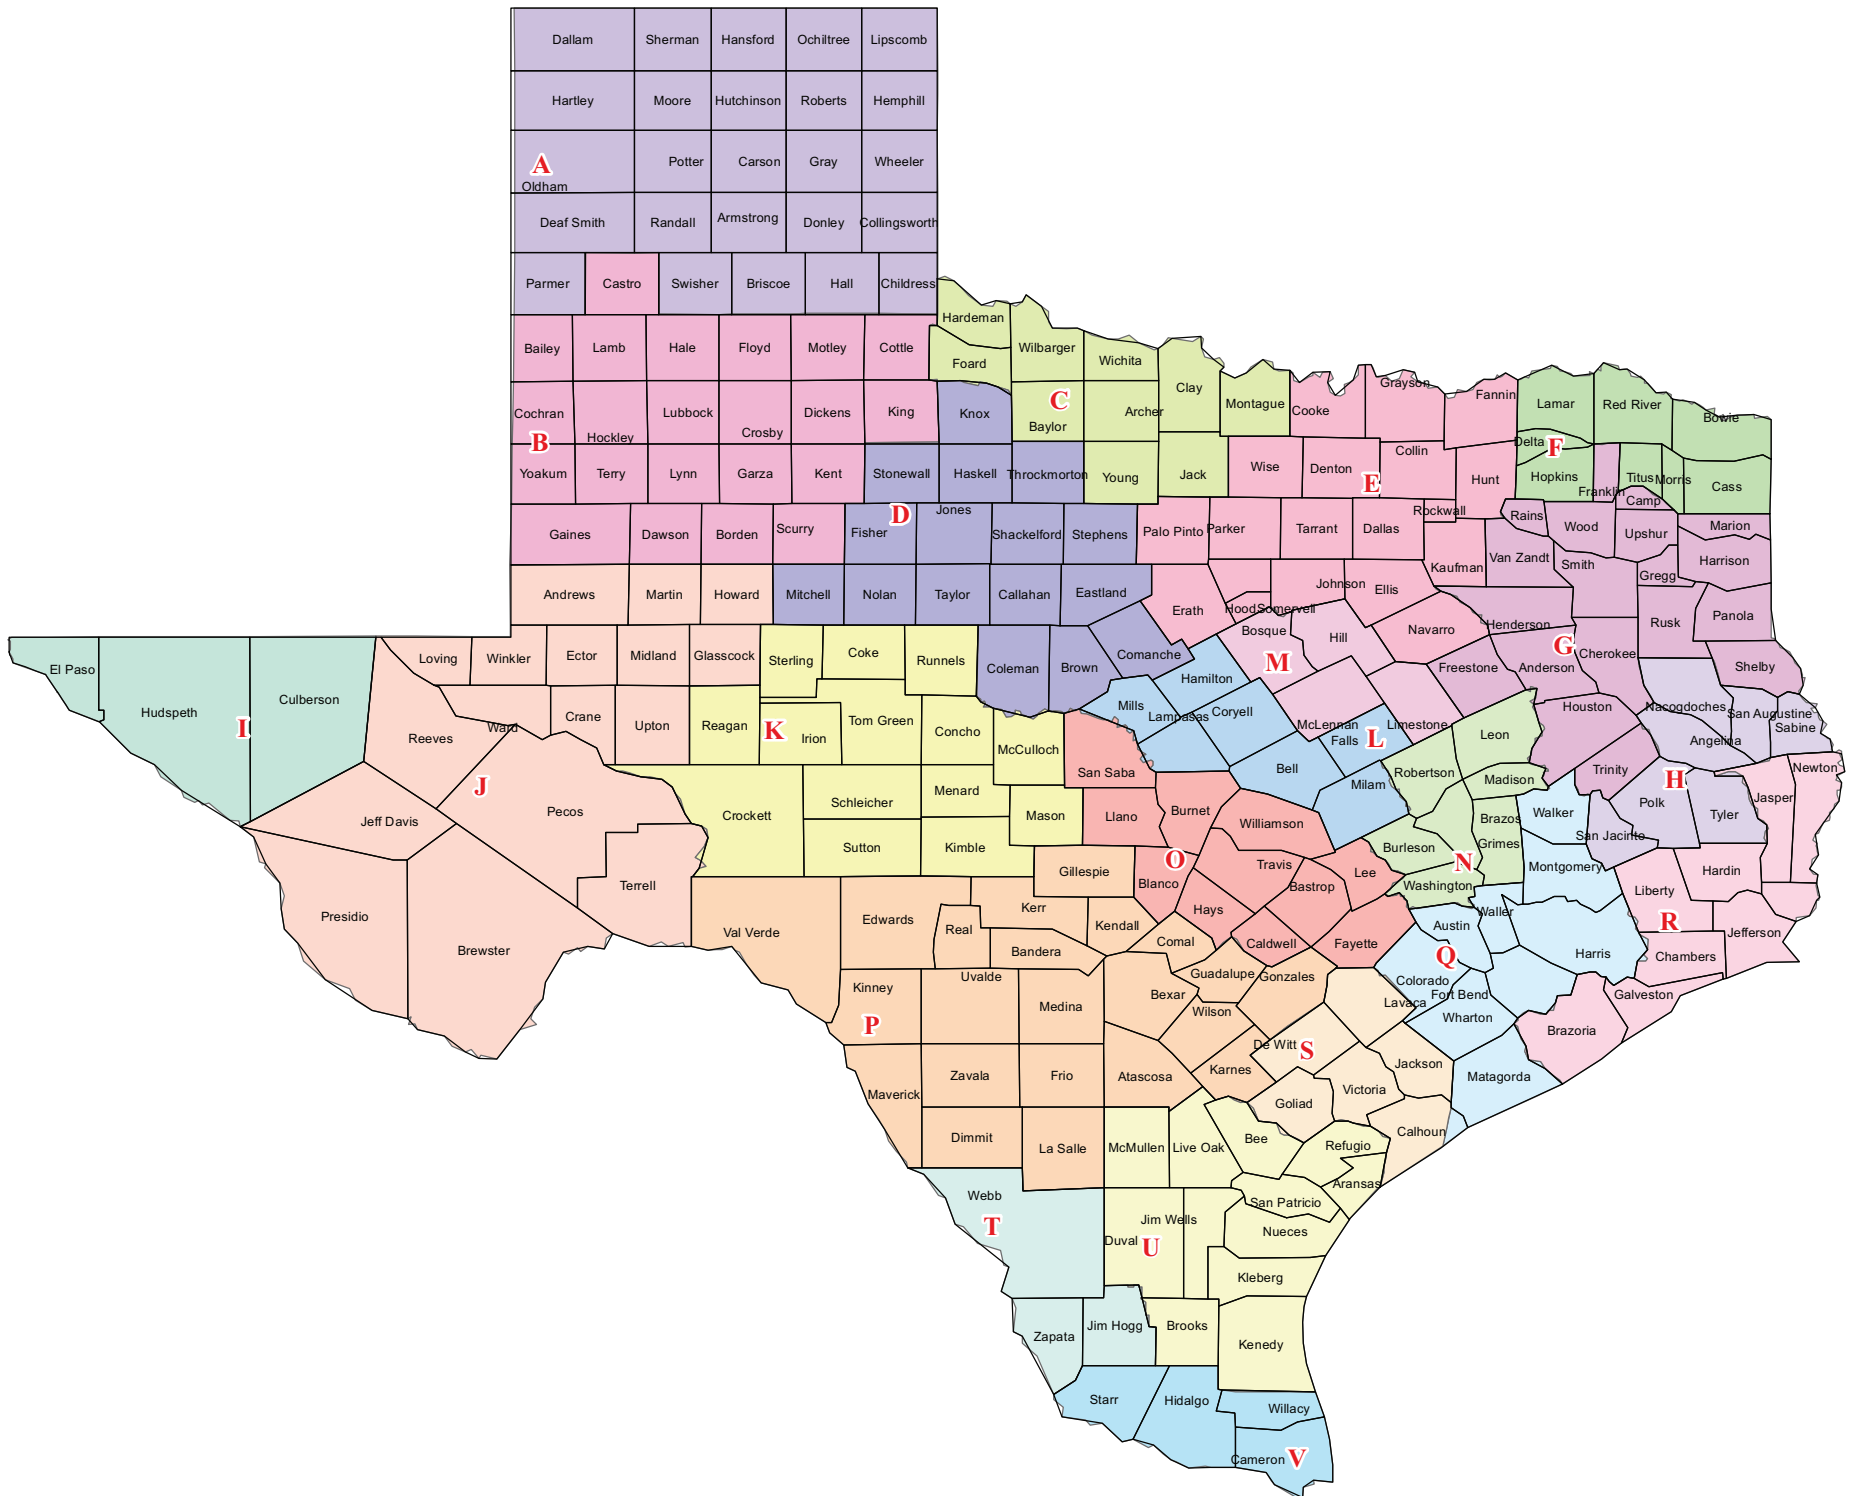 Dallam Sherman Hansford Ochiltree Lipscomb
Hartley Moore Hutchinson Roberts Hemphill
A Potter Carson Gray Wheeler
Oldham
Deaf Smith Randall Armstrong Donley Collingsworth
Parmer Castro Swisher Briscoe Hall Childress
Hardeman
Bailey Lamb Hale Floyd Motley Cottle Foard Wilbarger Wichita
Clay Grayson Fannin
Cochran Lubbock Dickens King Knox C Archer Montague Cooke Lamar Red River Bowie
B Hockley Crosby Baylor Delta F
Collin
Yoakum Terry Lynn Garza Kent Stonewall Haskell Throckmorton Young Jack Wise Denton E Hunt Hopkins Franklin Titus Morris Cass
Camp
D Jones Rockwall Rains
Gaines Dawson Borden Scurry Fisher Shackelford Stephens Palo Pinto Parker Tarrant Dallas Wood Upshur Marion
Kaufman Van Zandt Smith Gregg Harrison
Andrews Martin Howard Mitchell Nolan Taylor Callahan Eastland Erath Hood Somervell Johnson Ellis Henderson Rusk Panola
Bosque Hill Navarro
El Paso Loving Winkler Ector Midland Glasscock Sterling Coke Runnels Coleman Brown Comanche M Freestone Anderson G Cherokee Shelby
Hamilton
Hudspeth Culberson Mills Lampasas Coryell McLennan Limestone Houston Nacogdoches San Augustine
Sabine
I Reeves Ward Crane Upton Reagan K Irion Tom Green Concho McCulloch Falls L Leon Angelina
San Saba Bell Robertson Madison Trinity H Newton
J Menard Milam
Jeff Davis Pecos Crockett Schleicher Mason Llano Burnet Williamson Brazos Walker Polk Tyler Jasper
Sutton Kimble Burleson Grimes San Jacinto
O Travis N
Terrell Gillespie Blanco Bastrop Lee Washington Montgomery Liberty Hardin
Presidio Edwards Real Kerr Kendall Hays Austin Waller R
Brewster Val Verde Bandera Comal Caldwell Fayette Q Harris Chambers Jefferson
Kinney Uvalde Medina Bexar Guadalupe Gonzales Colorado Fort Bend Galveston
P Wilson Lavaca Wharton Brazoria
De Witt S
Maverick Zavala Frio Atascosa Karnes Jackson Matagorda
Goliad Victoria
Dimmit La Salle McMullen Live Oak Bee Refugio Calhoun
Aransas
Webb San Patricio
T Duval Jim Wells U Nueces
Kleberg
Zapata Jim Hogg Brooks Kenedy
Starr Hidalgo Willacy
Cameron V